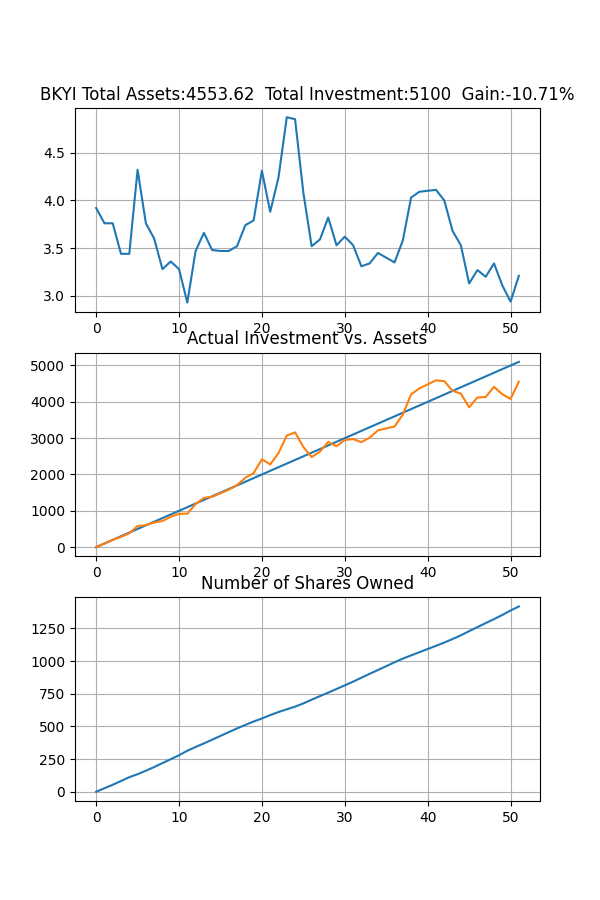 BKYI Total Assets:4553.62  Total Investment:5100  Gain:-10.71%
4.5
4.0
3.5
3.0
0 10 20 30 40 50
Actual Investment vs. Assets
5000
4000
3000
2000
1000
0
0 10 20 30 40 50
Number of Shares Owned
1250
1000
750
500
250
0
0 10 20 30 40 50